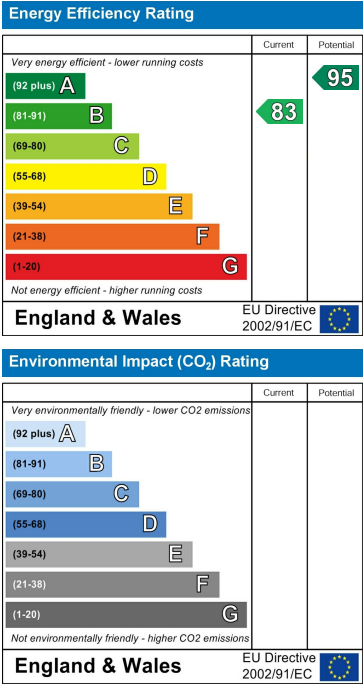 Energy Efficiency Rating
Current Potential
Very energy efficient - lower running costs
(92 plus) A
95
(81-91) B
83
(69-80) C
(55-68) D
(39-54) E
(21-38) F
(1-20) G
Not energy efficient - higher running costs
England & Wales
EU Directive
2002/91/EC
Environmental Impact (CO₂) Rating
Current Potential
Very environmentally friendly - lower CO2 emissions
(92 plus) A
(81-91) B
(69-80) C
(55-68) D
(39-54) E
(21-38) F
(1-20) G
Not environmentally friendly - higher CO2 emissions
England & Wales
EU Directive
2002/91/EC